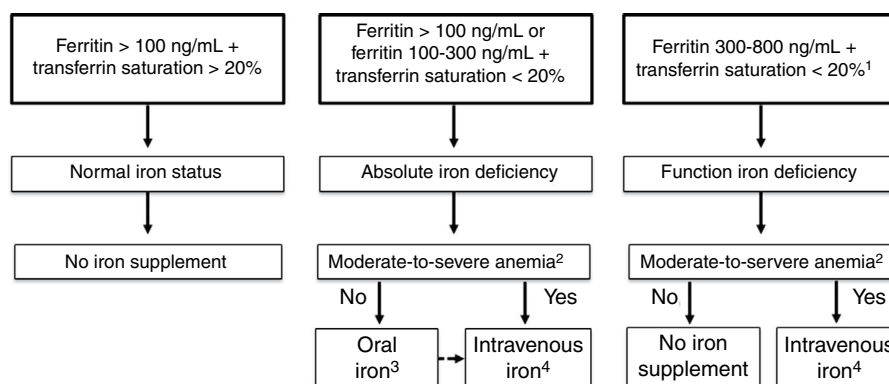 Ferritin > 100 ng/mL +
transferrin saturation > 20%
Ferritin > 100 ng/mL or
ferritin 100-300 ng/mL +
transferrin saturation < 20%
Ferritin 300-800 ng/mL +
transferrin saturation < 20%¹
Normal iron status
Absolute iron deficiency
Function iron deficiency
No iron supplement
Moderate-to-severe anemia²
Moderate-to-servere anemia²
No
Yes
No
Yes
Oral
iron³
Intravenous
iron⁴
No iron
supplement
Intravenous
iron⁴